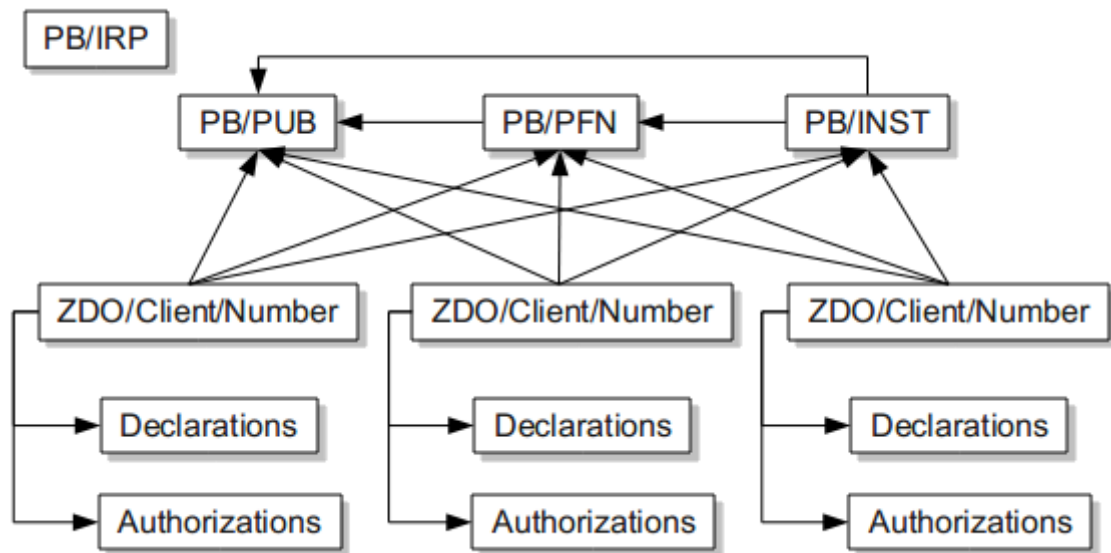 PB/IRP
PB/PUB
PB/PFN
PB/INST
ZDO/Client/Number
ZDO/Client/Number
ZDO/Client/Number
Declarations
Declarations
Declarations
Authorizations
Authorizations
Authorizations